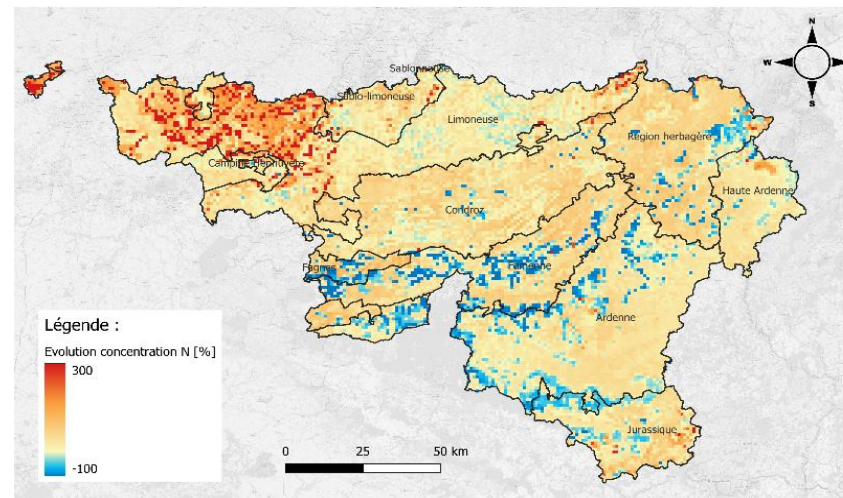 N
W
E
S
Sablonneuse
Sablo-limoneuse
Limoneuse
Région herbagère
Campine Hennuyère
Haute Ardenne
Condroz
Fagnes
Famenne
Ardenne
Jurassique
Légende :
Evolution concentration N [%]
300
-100
0 25 50 km